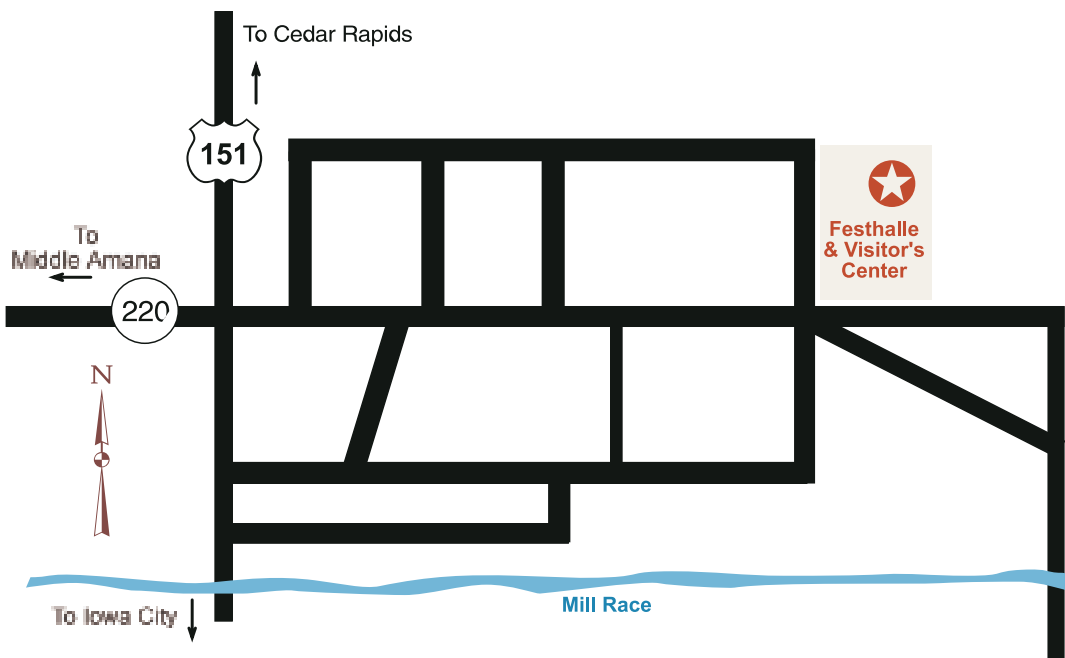 To Cedar Rapids
151
To
Middle Amana
220
Festhalle
& Visitor's
Center
N
Mill Race
To Iowa City